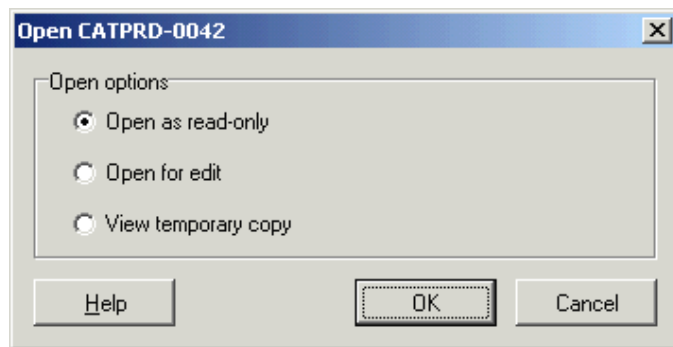 Open CATPRD-0042
Open options
Open as read-only
Open for edit
View temporary copy
Help OK Cancel